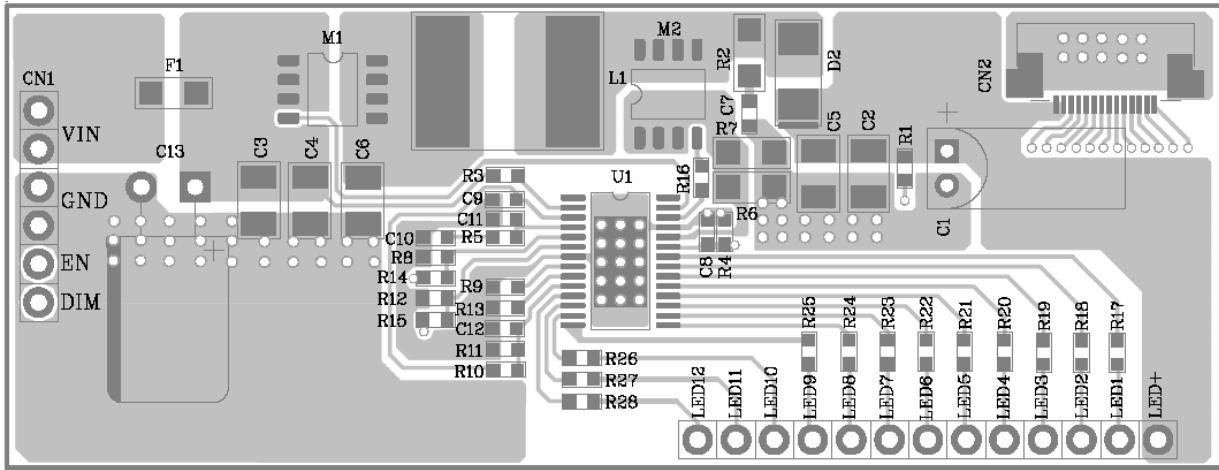 M1
M2
R2
D2
CN2
F1
CN1
L1
VIN
C7
R7
C5
C2
R1
C13
C3
C4
C6
R3
U1
R16
GND
C9
C11
R6
C1
C10
R5
R8
C8
R4
EN
R14
R9
R12
DIM
R13
R15
C12
R25
R24
R23
R22
R21
R20
R19
R18
R17
R11
R26
R10
R27
R28
LED12
LED11
LED10
LED9
LED8
LED7
LED6
LED5
LED4
LED3
LED2
LED1
LED+